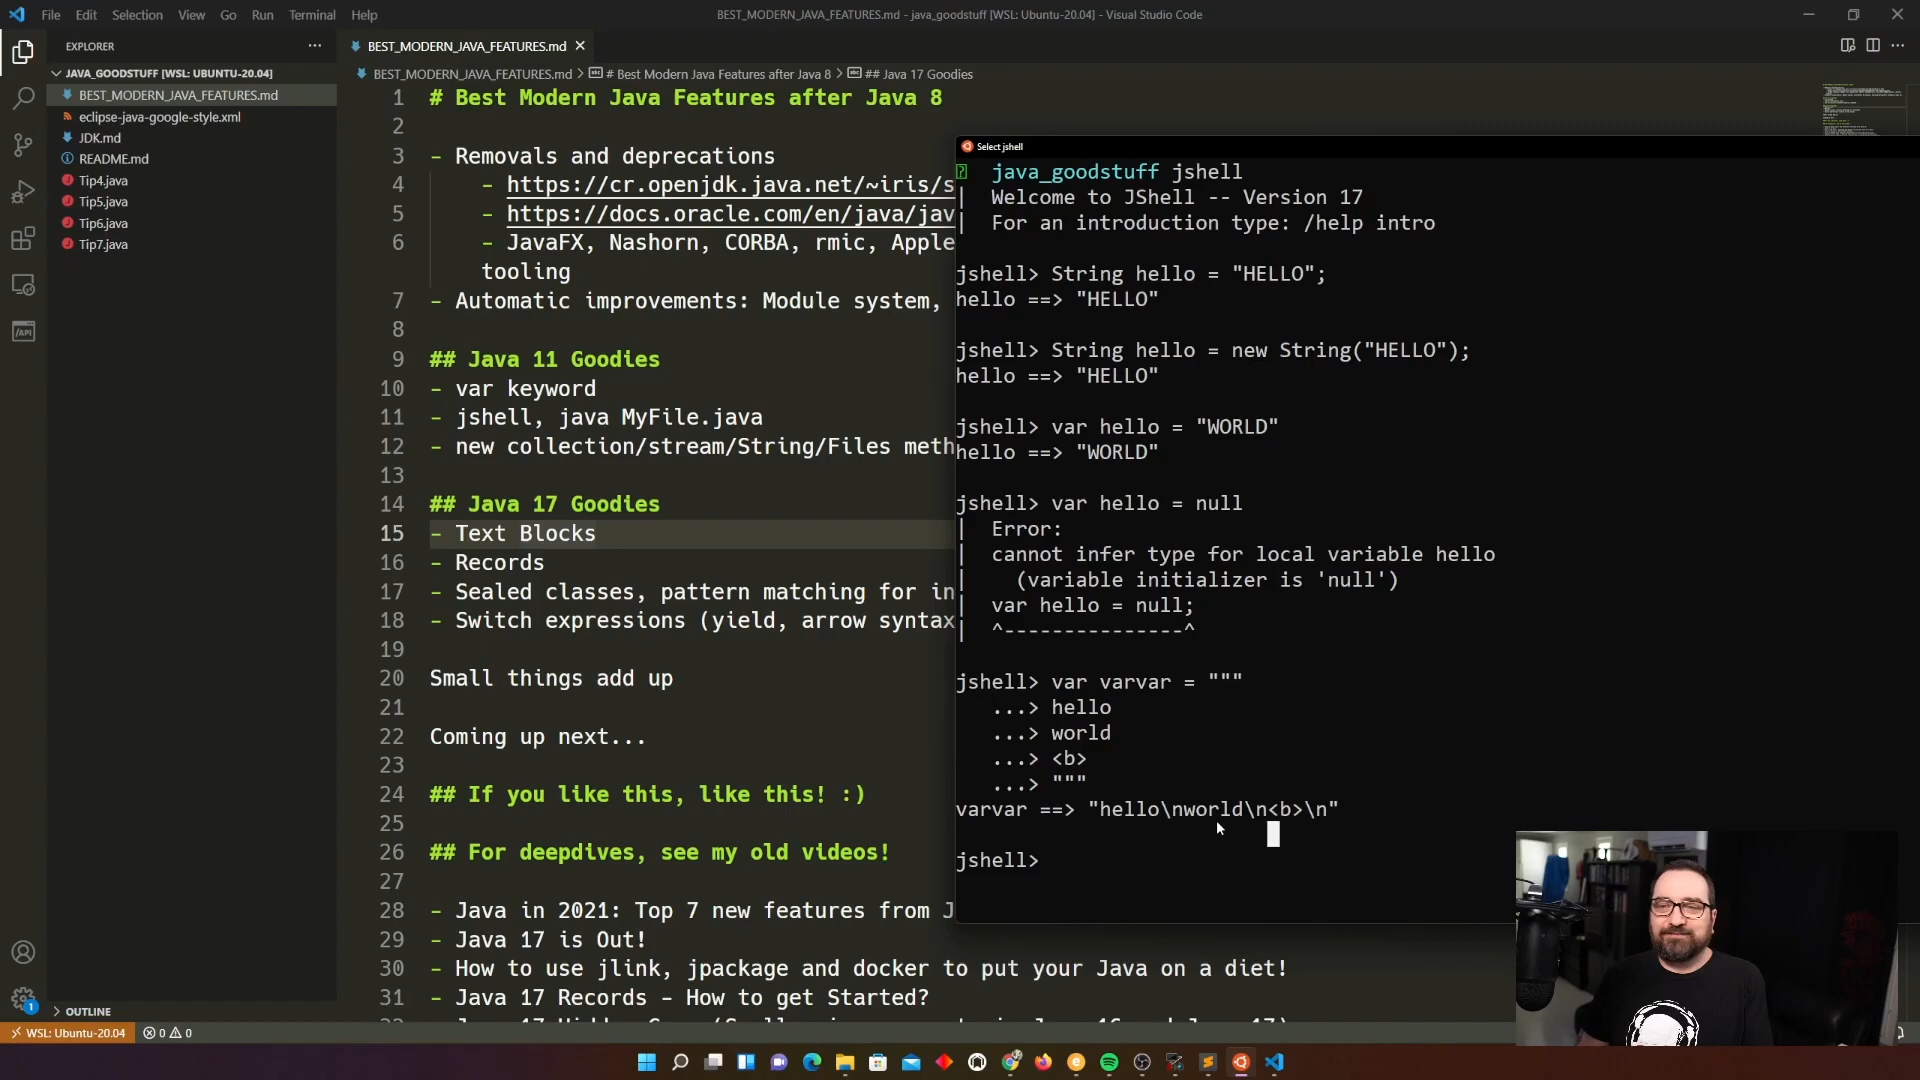 File Edit Selection View Go Run Terminal Help
BEST_MODERN_JAVA_FEATURES.md - java_goodstuff [WSL: Ubuntu-20.04] - Visual Studio Code
EXPLORER
BEST_MODERN_JAVA_FEATURES.md
JAVA_GOODSTUFF [WSL: UBUNTU-20.04]
BEST_MODERN_JAVA_FEATURES.md
eclipse-java-google-style.xml
JDK.md
README.md
Tip4.java
Tip5.java
Tip6.java
Tip7.java
OUTLINE
BEST_MODERN_JAVA_FEATURES.md > # Best Modern Java Features after Java 8 > ## Java 17 Goodies
1 # Best Modern Java Features after Java 8
2
3 - Removals and deprecations
4 - https://cr.openjdk.java.net/~iris/s
5 - https://docs.oracle.com/en/java/jav
6 - JavaFX, Nashorn, CORBA, rmic, Apple
tooling
7 - Automatic improvements: Module system,
8
9 ## Java 11 Goodies
10 - var keyword
11 - jshell, java MyFile.java
12 - new collection/stream/String/Files meth
13
14 ## Java 17 Goodies
15 - Text Blocks
16 - Records
17 - Sealed classes, pattern matching for in
18 - Switch expressions (yield, arrow syntax
19
20 Small things add up
21
22 Coming up next...
23
24 ## If you like this, like this! :)
25
26 ## For deepdives, see my old videos!
27
28 - Java in 2021: Top 7 new features from J
29 - Java 17 is Out!
30 - How to use jlink, jpackage and docker to put your Java on a diet!
31 - Java 17 Records - How to get Started?
Select jshell
java_goodstuff jshell
| Welcome to JShell -- Version 17
| For an introduction type: /help intro
jshell> String hello = "HELLO";
hello ==> "HELLO"
jshell> String hello = new String("HELLO");
hello ==> "HELLO"
jshell> var hello = "WORLD"
hello ==> "WORLD"
jshell> var hello = null
| Error:
| cannot infer type for local variable hello
| (variable initializer is 'null')
| var hello = null;
| ^---------------^
jshell> var varvar = """
...> hello
...> world
...> <b>
...> """
varvar ==> "hello\nworld\n<b>\n"
jshell>
WSL: Ubuntu-20.04 0 0